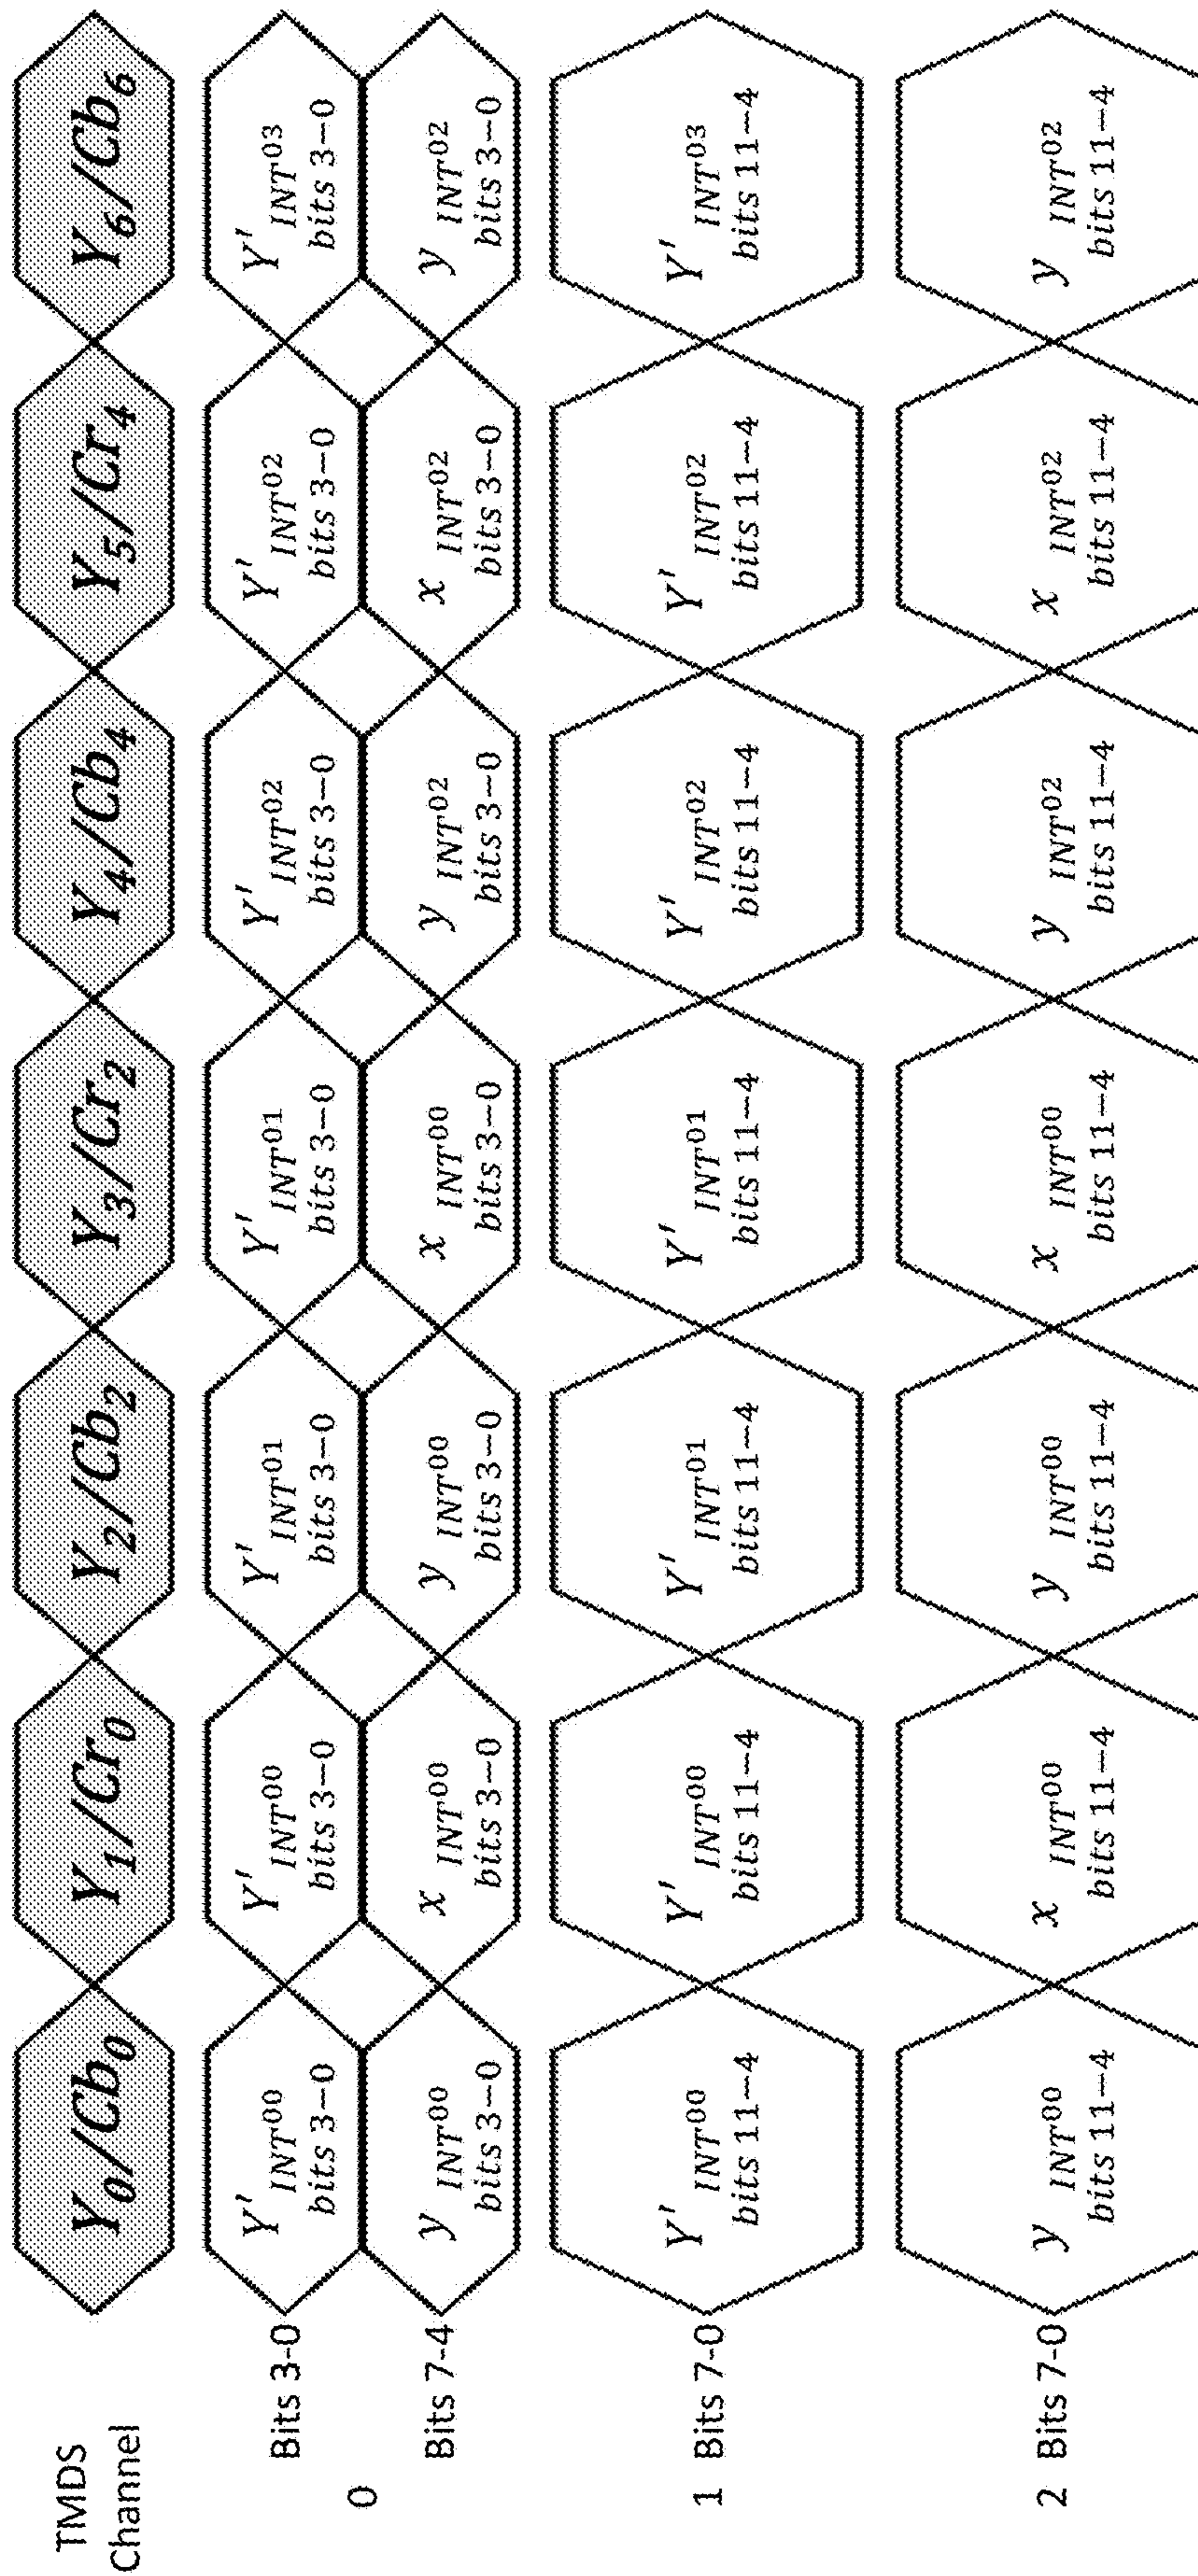 TMDS
Channel
Y0/Cb0 Y1/Cr0 Y2/Cb2 Y3/Cr2 Y4/Cb4 Y5/Cr4 Y6/Cb6
0
Bits 3-0
Y' INT00 Y' INT00 Y' INT01 Y' INT01 Y' INT02 Y' INT02 Y' INT03
bits 3–0 bits 3–0 bits 3–0 bits 3–0 bits 3–0 bits 3–0 bits 3–0
Bits 7-4
y INT00 x INT00 y INT00 x INT00 y INT02 x INT02 y INT02
bits 3–0 bits 3–0 bits 3–0 bits 3–0 bits 3–0 bits 3–0 bits 3–0
1 Bits 7-0
Y' INT00 Y' INT00 Y' INT01 Y' INT01 Y' INT02 Y' INT02 Y' INT03
bits 11–4 bits 11–4 bits 11–4 bits 11–4 bits 11–4 bits 11–4 bits 11–4
2 Bits 7-0
y INT00 x INT00 y INT00 x INT00 y INT02 x INT02 y INT02
bits 11–4 bits 11–4 bits 11–4 bits 11–4 bits 11–4 bits 11–4 bits 11–4